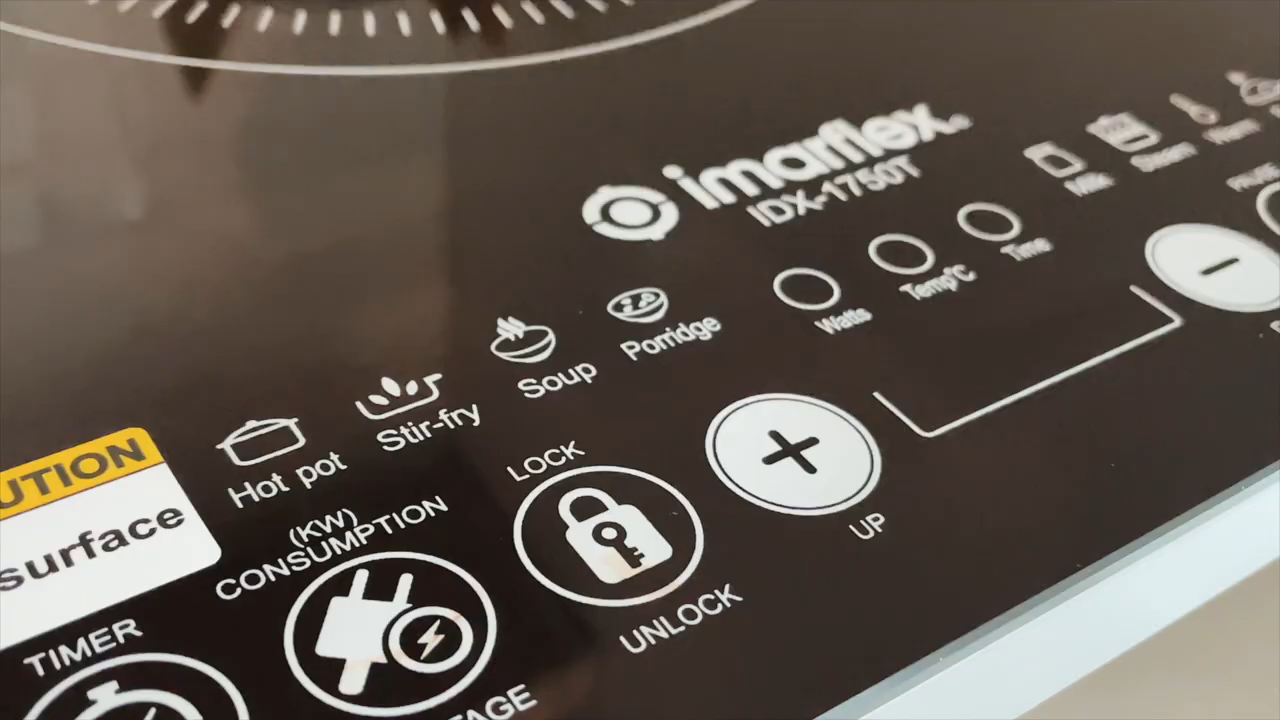 imarflex®
IDX-1750T
Milk
Steam
Warm
PAUSE
Watts
Temp°C
Time
Hot pot
Stir-fry
Soup
Porridge
UTION
surface
(KW)
CONSUMPTION
LOCK
UNLOCK
UP
TIMER
TAGE